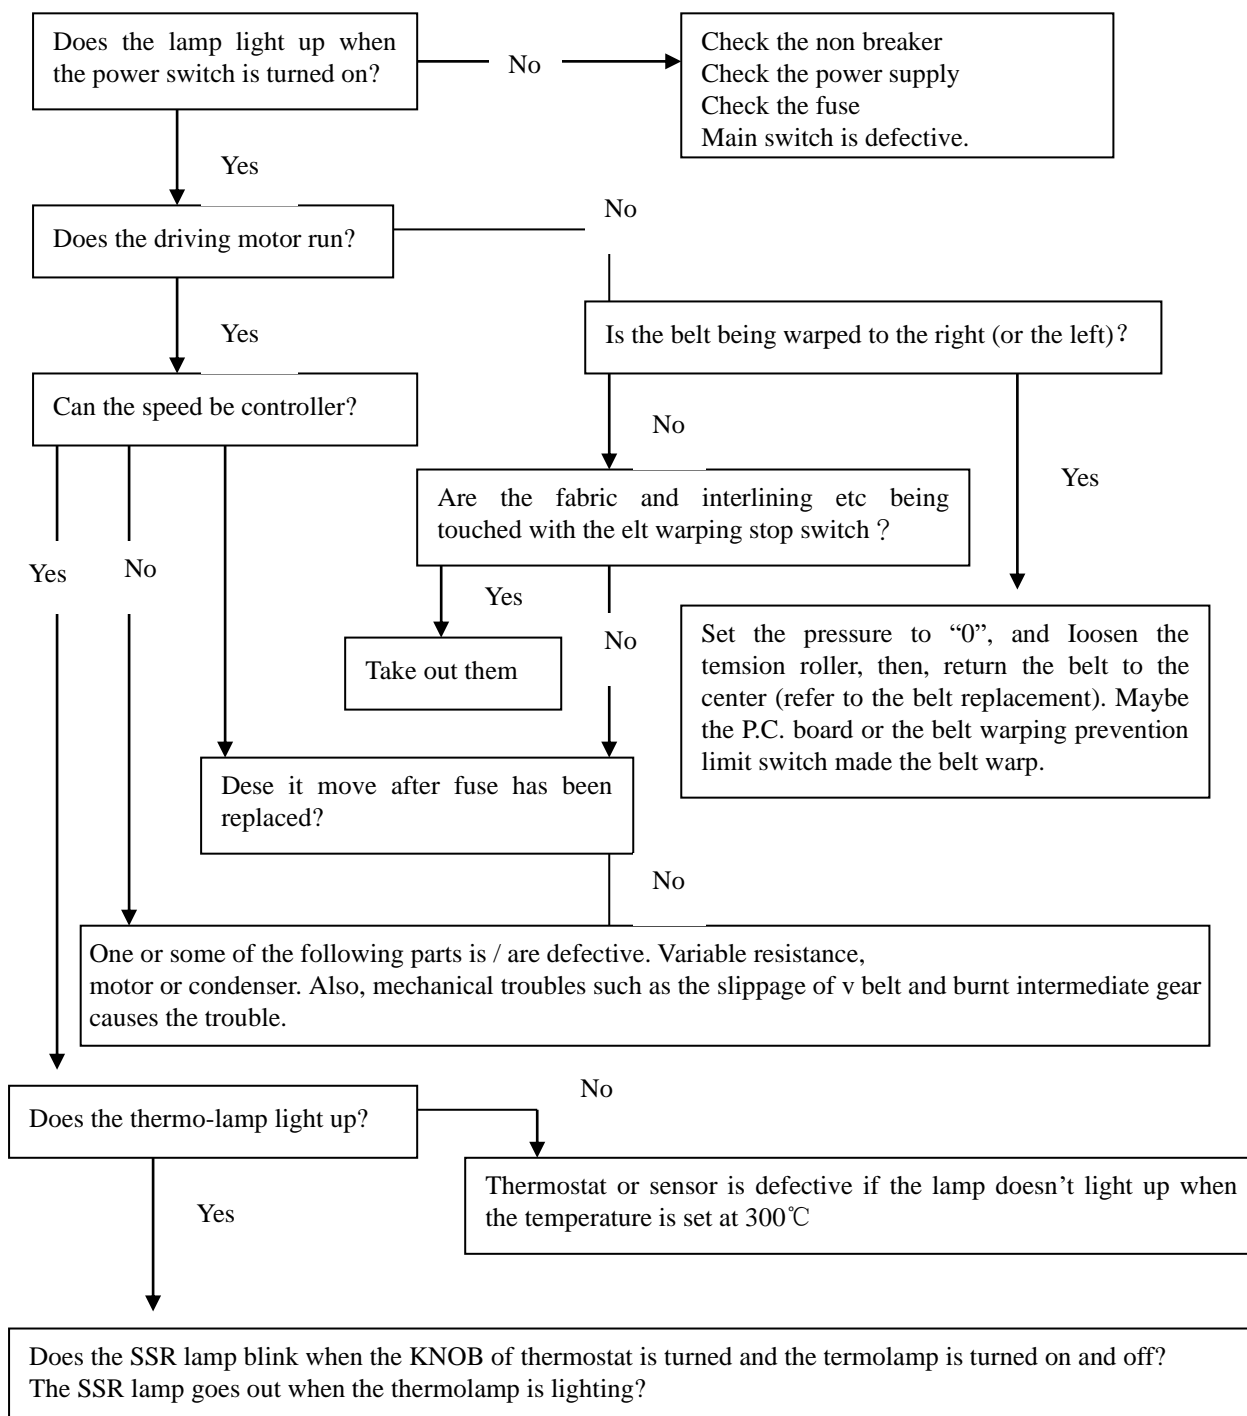 Does the lamp light up when
the power switch is turned on?
No
Check the non breaker
Check the power supply
Check the fuse
Main switch is defective.
Yes
No
Does the driving motor run?
Yes
Is the belt being warped to the right (or the left)?
Can the speed be controller?
No
Yes
Are the fabric and interlining etc being
touched with the elt warping stop switch ?
Yes
No
Yes
No
Set the pressure to “0”, and Ioosen the
temsion roller, then, return the belt to the
center (refer to the belt replacement). Maybe
the P.C. board or the belt warping prevention
limit switch made the belt warp.
Take out them
Dese it move after fuse has been
replaced?
No
One or some of the following parts is / are defective. Variable resistance,
motor or condenser. Also, mechanical troubles such as the slippage of v belt and burnt intermediate gear
causes the trouble.
No
Does the thermo-lamp light up?
Thermostat or sensor is defective if the lamp doesn’t light up when
the temperature is set at 300℃
Yes
Does the SSR lamp blink when the KNOB of thermostat is turned and the termolamp is turned on and off?
The SSR lamp goes out when the thermolamp is lighting?